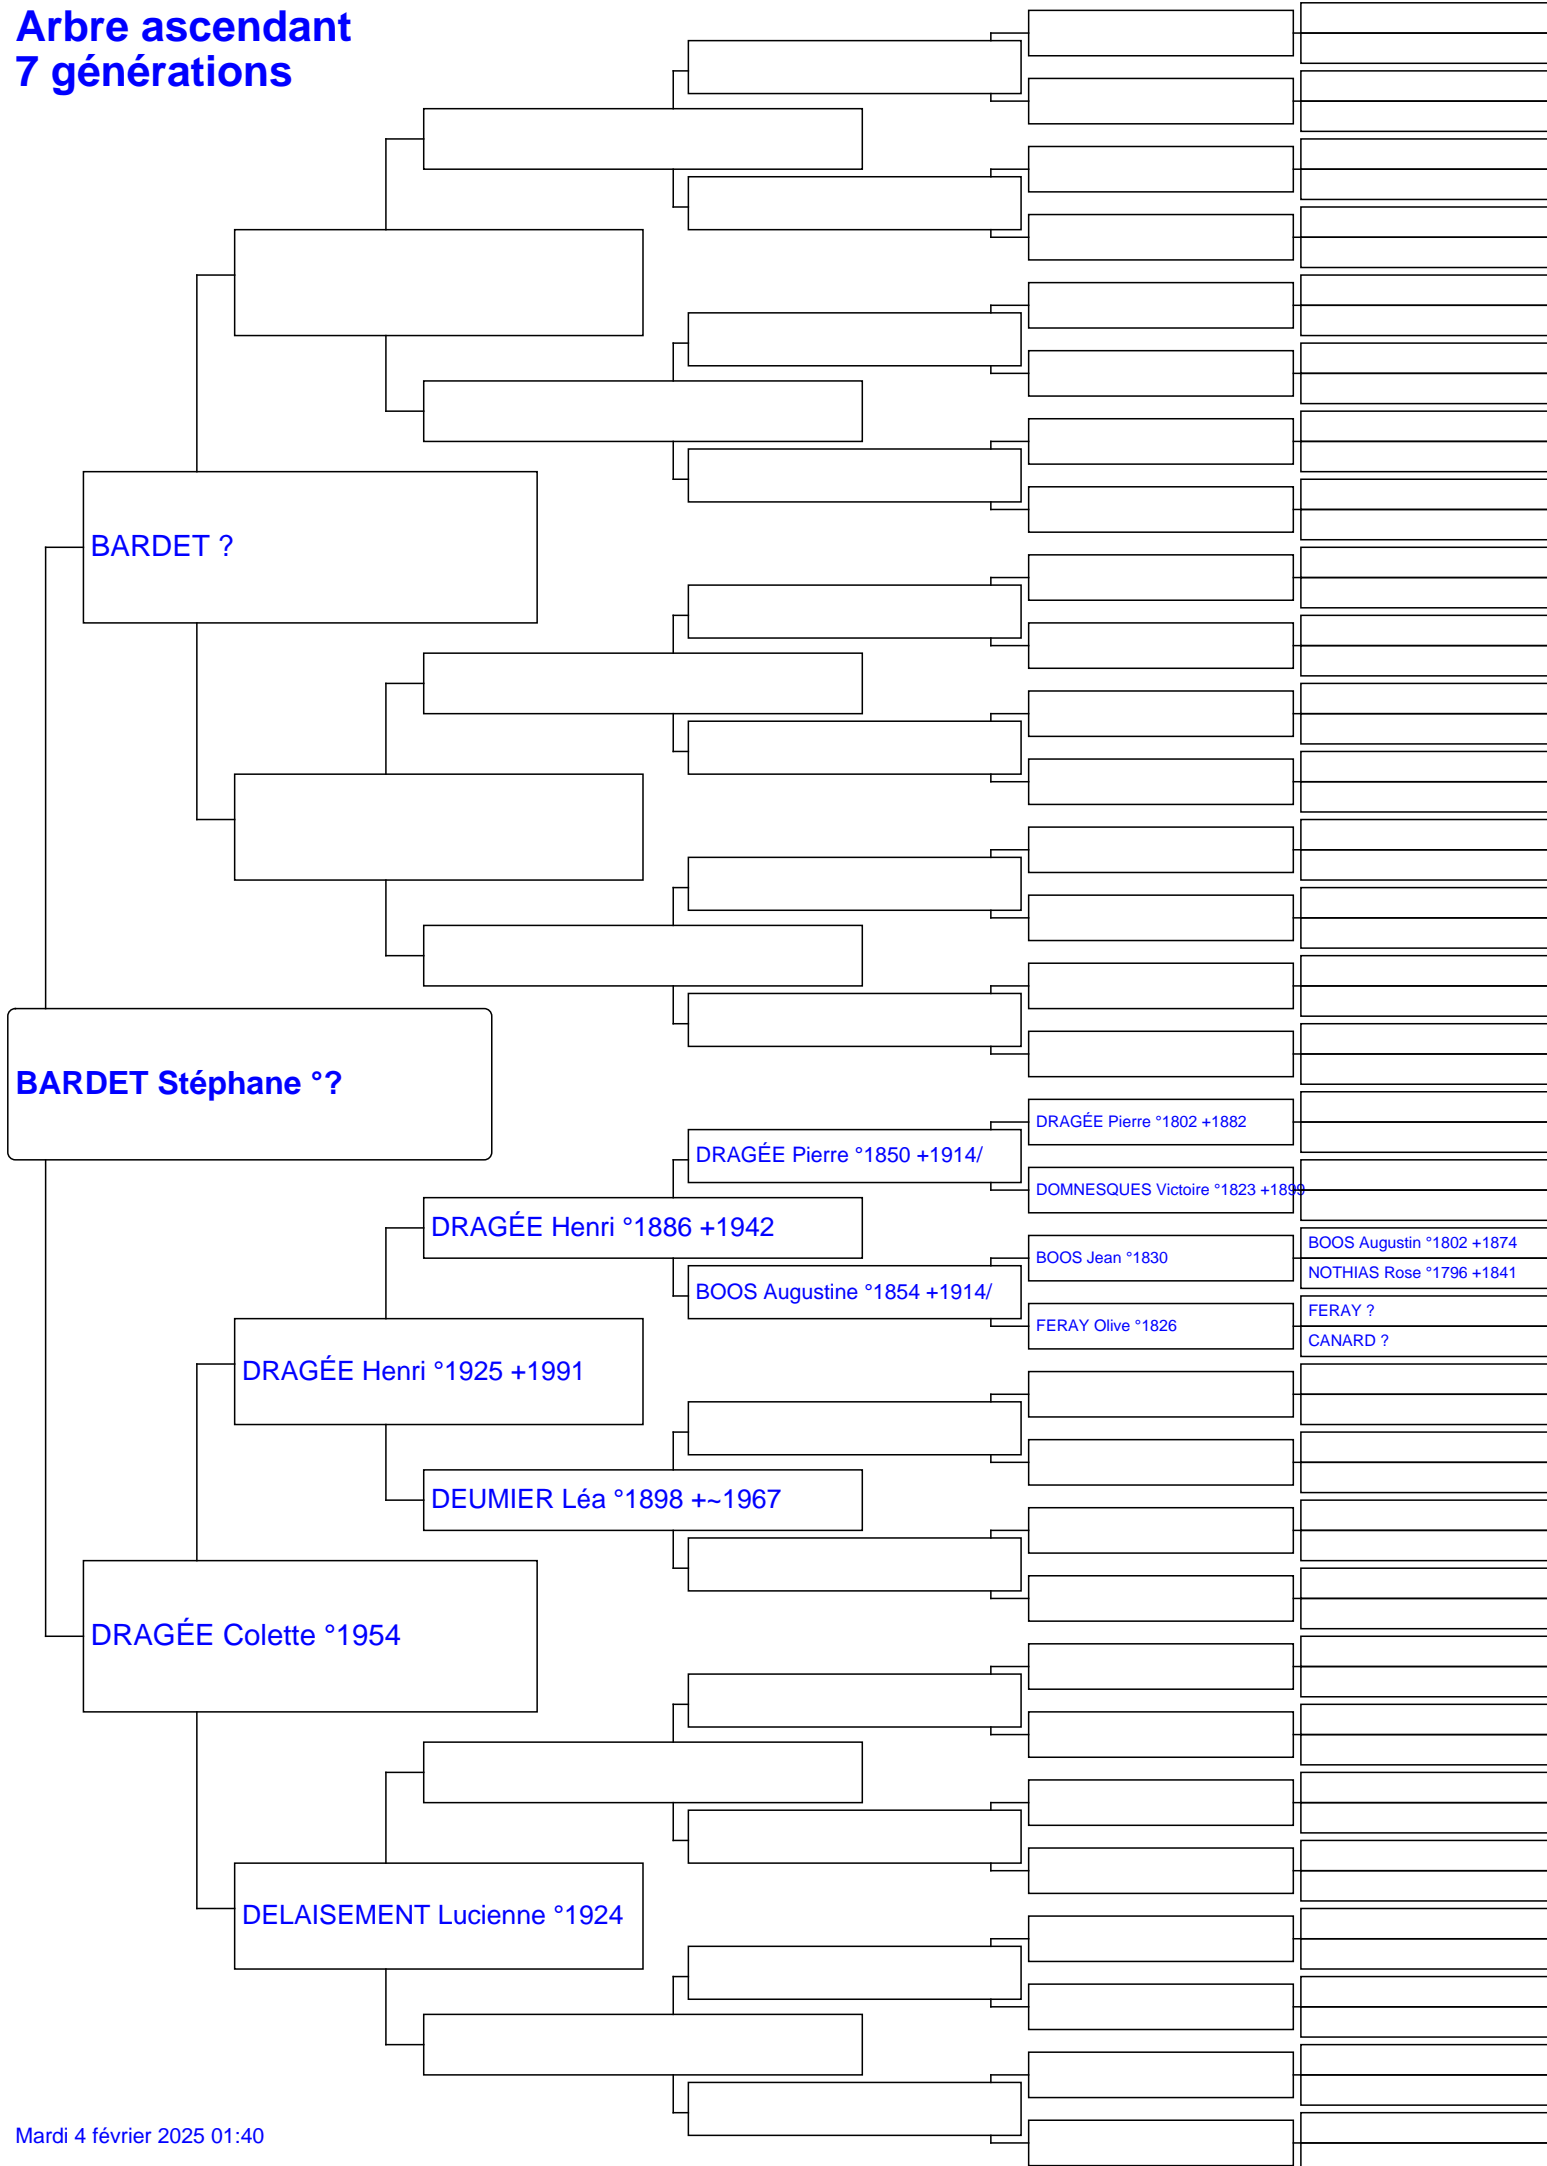 Arbre ascendant
7 générations
BARDET ?
BARDET Stéphane °?
DRAGÉE Pierre °1802 +1882
DRAGÉE Pierre °1850 +1914/
DOMNESQUES Victoire °1823 +1899
DRAGÉE Henri °1886 +1942
BOOS Augustin °1802 +1874
BOOS Jean °1830
NOTHIAS Rose °1796 +1841
BOOS Augustine °1854 +1914/
FERAY ?
FERAY Olive °1826
CANARD ?
DRAGÉE Henri °1925 +1991
DEUMIER Léa °1898 +~1967
DRAGÉE Colette °1954
DELAISEMENT Lucienne °1924
Mardi 4 février 2025 01:40